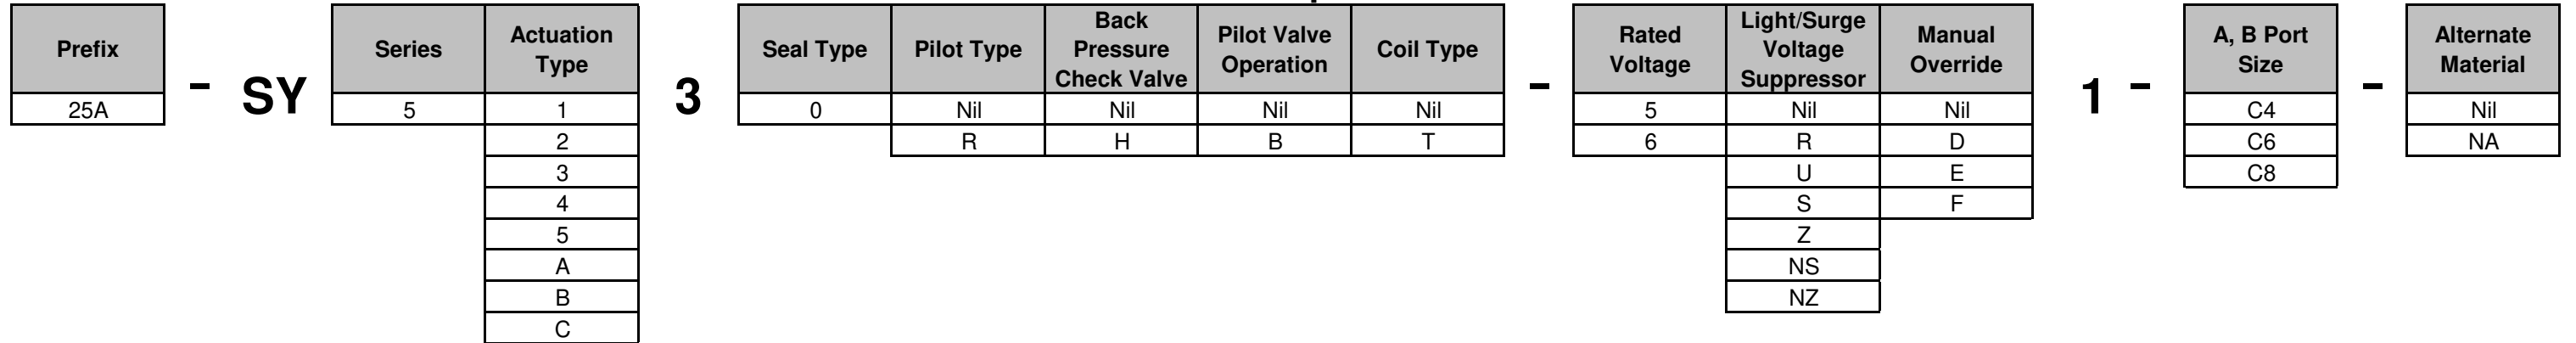 Prefix
25A
-
SY
Series
5
Actuation
Type
1
2
3
4
5
A
B
C
3
Seal Type
0
Pilot Type
Nil
R
Back
Pressure
Check Valve
Nil
H
Pilot Valve
Operation
Nil
B
Coil Type
Nil
T
-
Rated
Voltage
5
6
Light/Surge
Voltage
Suppressor
Nil
R
U
S
Z
NS
NZ
Manual
Override
Nil
D
E
F
1
-
A, B Port
Size
C4
C6
C8
-
Alternate
Material
Nil
NA